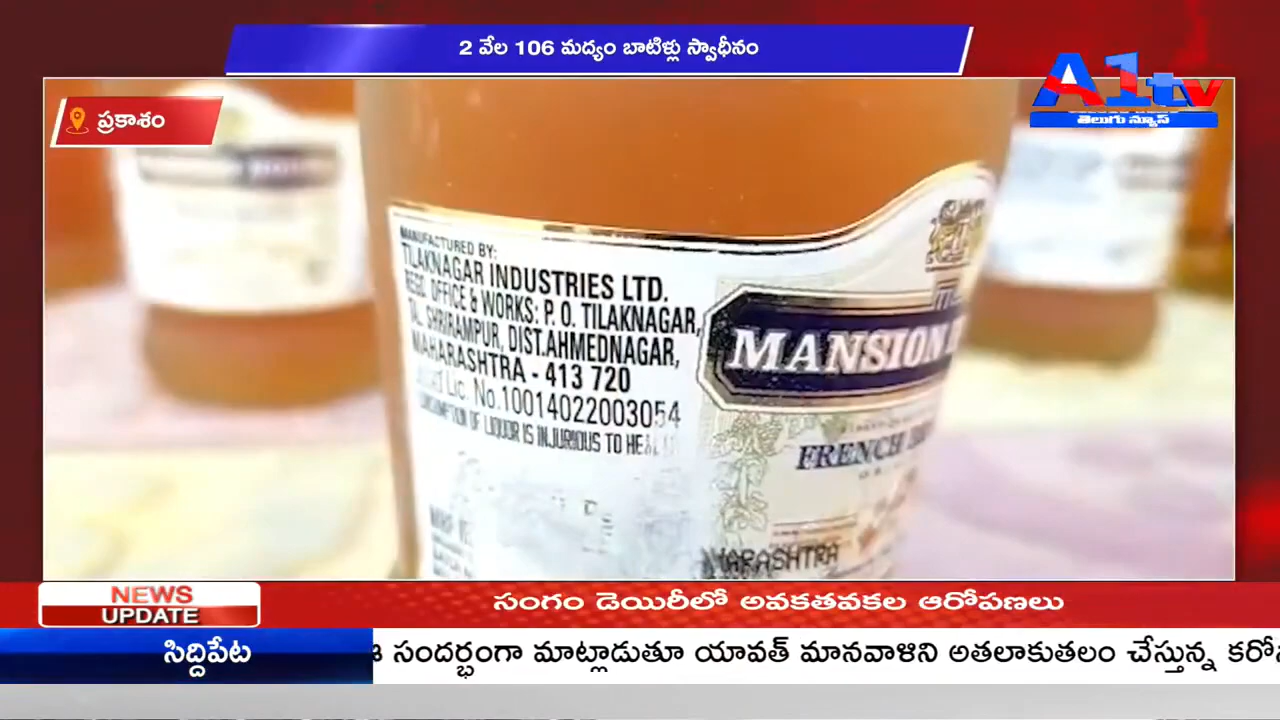 2 వేల 106 మద్యం బాటిళ్లు స్వాధీనం
A1tv
తెలుగు న్యూస్
ప్రకాశం
MANUFACTURED BY:
TILAKNAGAR INDUSTRIES LTD.
REGD. OFFICE & WORKS: P. O. TILAKNAGAR,
TAL. SHRIRAMPUR, DIST.AHMEDNAGAR,
MAHARASHTRA - 413 720
Lic. No.10014022003054
CONSUMPTION OF LIQUOR IS INJURIOUS TO HEALTH
MANSION
FRENCH
MAHARASHTRA
NEWS
UPDATE
సంగం డెయిరీలో అవకతవకల ఆరోపణలు
సిద్దిపేట
ఈ సందర్భంగా మాట్లాడుతూ యావత్ మానవాళిని అతలాకుతలం చేస్తున్న